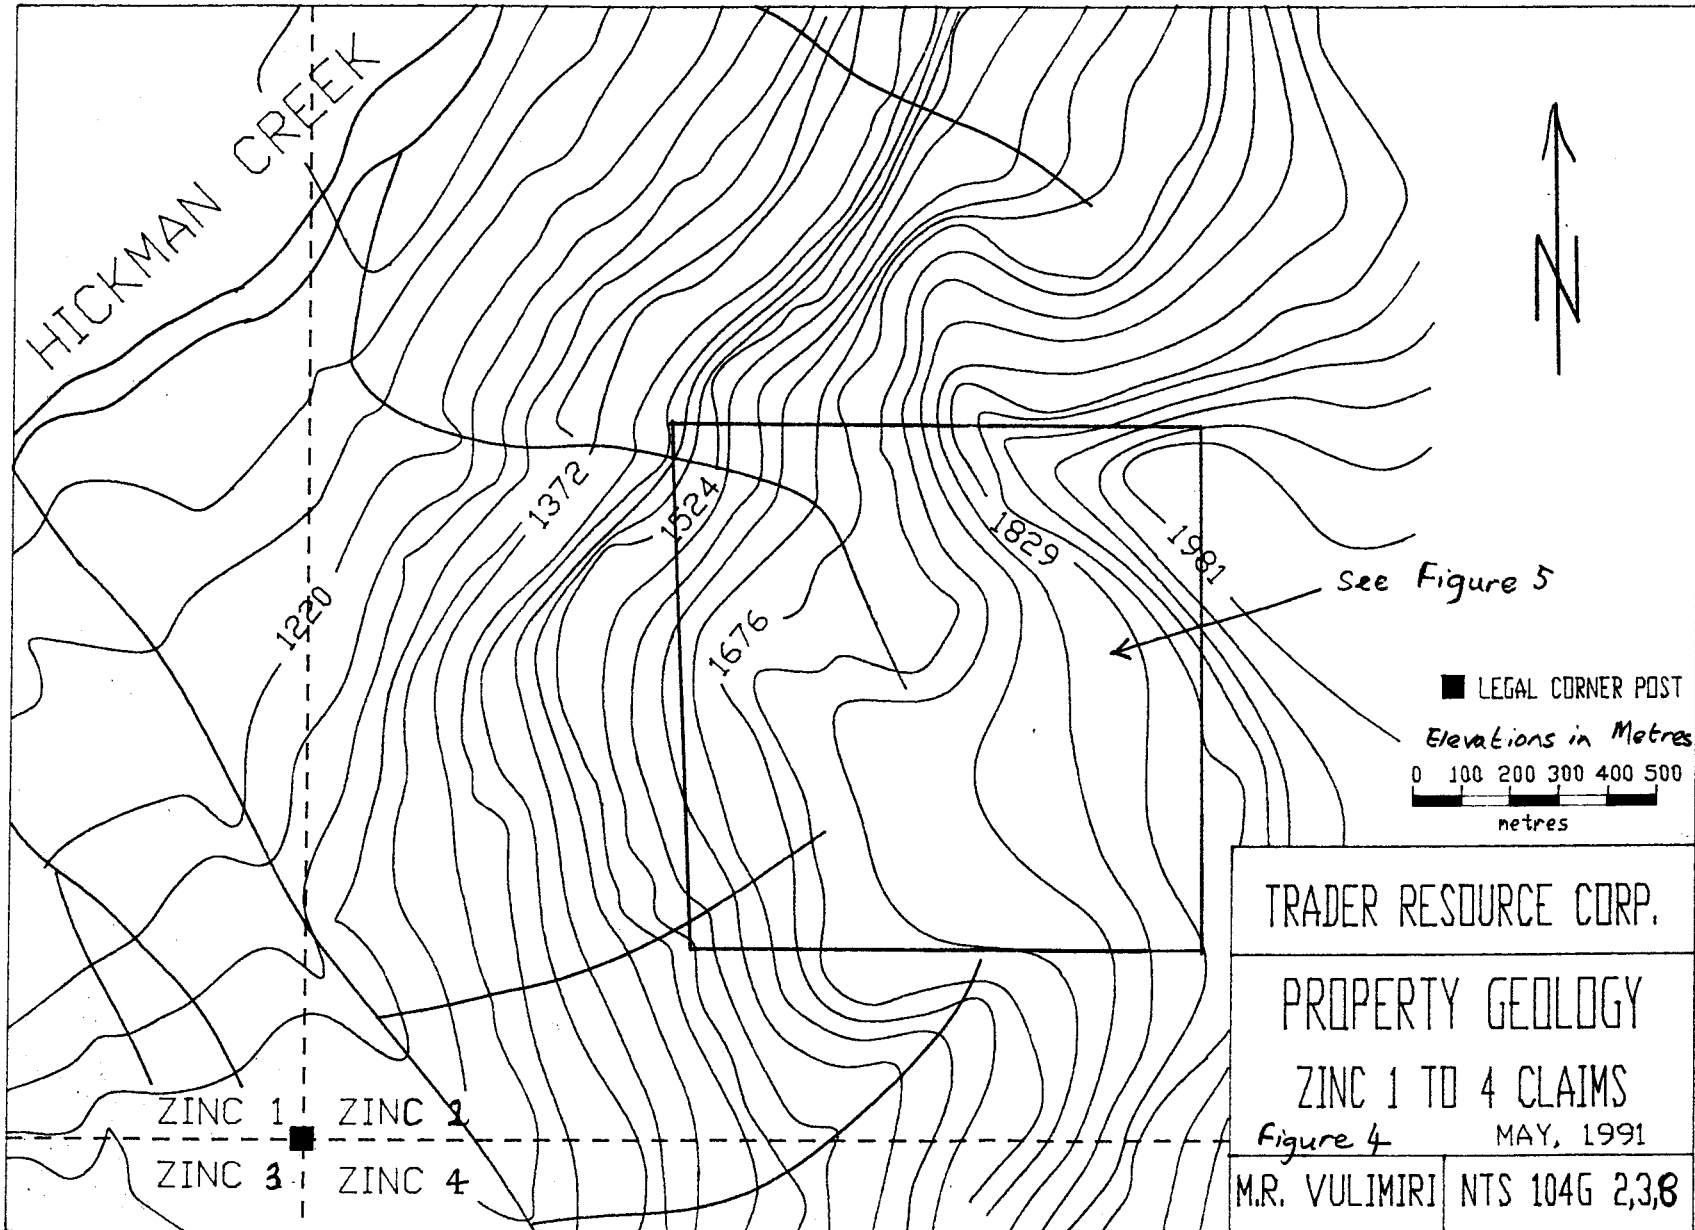 HICKMAN CREEK
N
1372
1524
1829
1981
See Figure 5
1220
1676
LEGAL CORNER POST
Elevations in Metres
0 100 200 300 400 500
metres
TRADER RESOURCE CORP.
PROPERTY GEOLOGY
ZINC 1 TO 4 CLAIMS
Figure 4 MAY, 1991
M.R. VULIMIRI NTS 104G 2,3,6
ZINC 1 ZINC 2
ZINC 3 ZINC 4